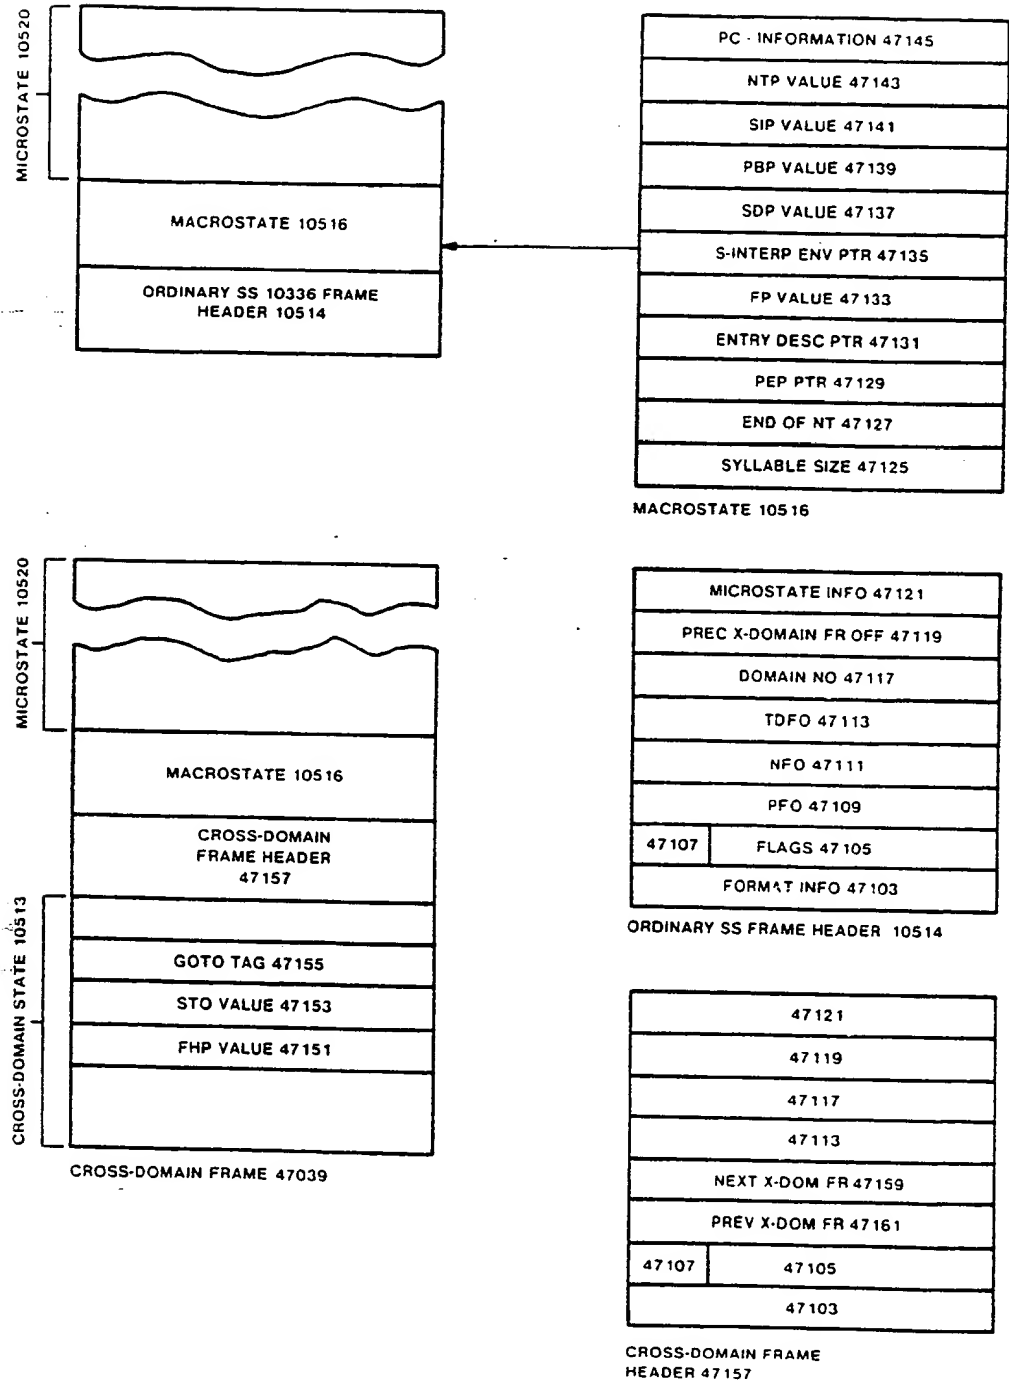 MICROSTATE 10520
MACROSTATE 10516
ORDINARY SS 10336 FRAME
HEADER 10514
PC - INFORMATION 47145
NTP VALUE 47143
SIP VALUE 47141
PBP VALUE 47139
SDP VALUE 47137
S-INTERP ENV PTR 47135
FP VALUE 47133
ENTRY DESC PTR 47131
PEP PTR 47129
END OF NT 47127
SYLLABLE SIZE 47125
MACROSTATE 10516
MICROSTATE 10520
MACROSTATE 10516
CROSS-DOMAIN
FRAME HEADER
47157
CROSS-DOMAIN STATE 10513
GOTO TAG 47155
STO VALUE 47153
FHP VALUE 47151
CROSS-DOMAIN FRAME 47039
MICROSTATE INFO 47121
PREC X-DOMAIN FR OFF 47119
DOMAIN NO 47117
TDFO 47113
NFO 47111
PFO 47109
47107 FLAGS 47105
FORMAT INFO 47103
ORDINARY SS FRAME HEADER 10514
47121
47119
47117
47113
NEXT X-DOM FR 47159
PREV X-DOM FR 47161
47107 47105
47103
CROSS-DOMAIN FRAME
HEADER 47157